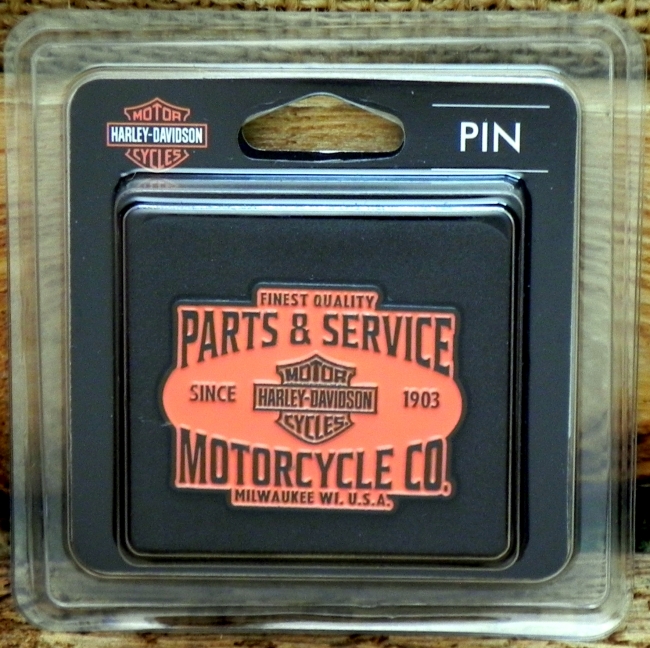 MOTOR
HARLEY-DAVIDSON
CYCLES
PIN
FINEST QUALITY
PARTS & SERVICE
SINCE
MOTOR
HARLEY-DAVIDSON
CYCLES
1903
MOTORCYCLE CO.
MILWAUKEE WI. U.S.A.